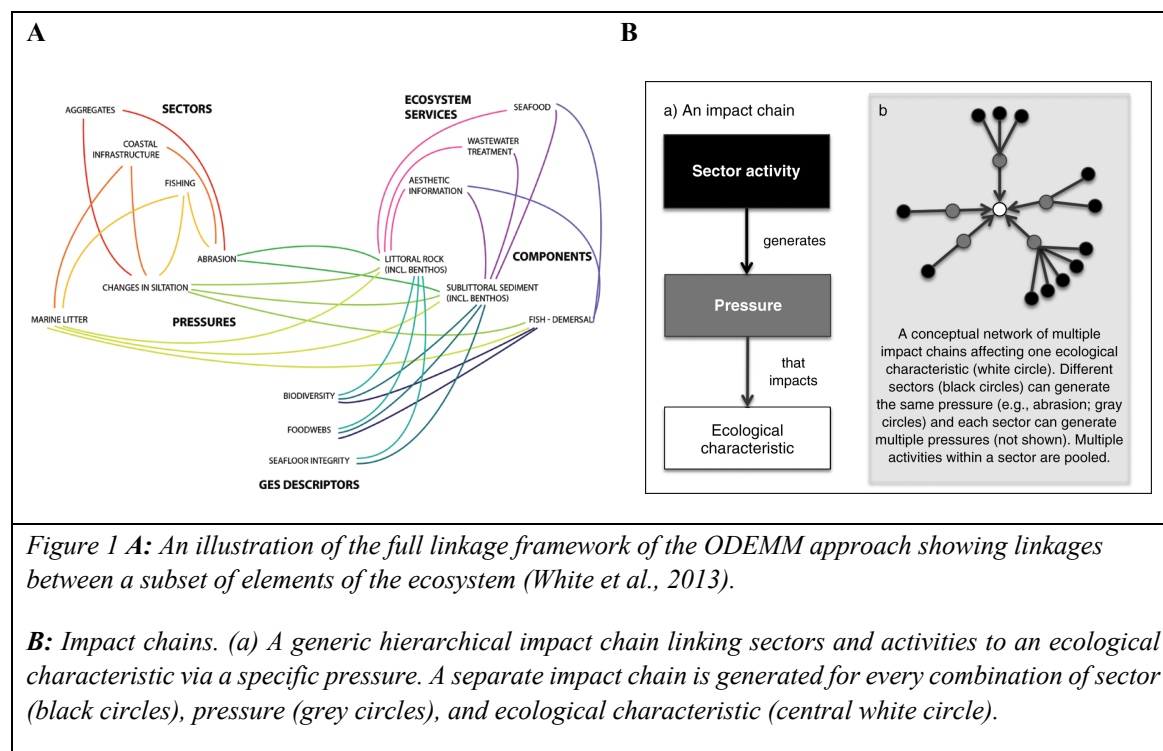 A
AGGREGATES
SECTORS
COASTAL
INFRASTRUCTURE
FISHING
ABRASION
CHANGES IN SILTATION
MARINE LITTER
PRESSURES
ECOSYSTEM
SERVICES
SEAFOOD
WASTEWATER
TREATMENT
AESTHETIC
INFORMATION
LITTORAL ROCK
(INCL. BENTHOS)
COMPONENTS
SUBLITTORAL SEDIMENT
(INCL. BENTHOS)
FISH - DEMERSAL
BIODIVERSITY
FOODWEBS
SEAFLOOR INTEGRITY
GES DESCRIPTORS
B
a) An impact chain
Sector activity
generates
Pressure
that
impacts
Ecological
characteristic
b
A conceptual network of multiple
impact chains affecting one ecological
characteristic (white circle). Different
sectors (black circles) can generate
the same pressure (e.g., abrasion; gray
circles) and each sector can generate
multiple pressures (not shown). Multiple
activities within a sector are pooled.
Figure 1 A: An illustration of the full linkage framework of the ODEMM approach showing linkages
between a subset of elements of the ecosystem (White et al., 2013).
B: Impact chains. (a) A generic hierarchical impact chain linking sectors and activities to an ecological
characteristic via a specific pressure. A separate impact chain is generated for every combination of sector
(black circles), pressure (grey circles), and ecological characteristic (central white circle).